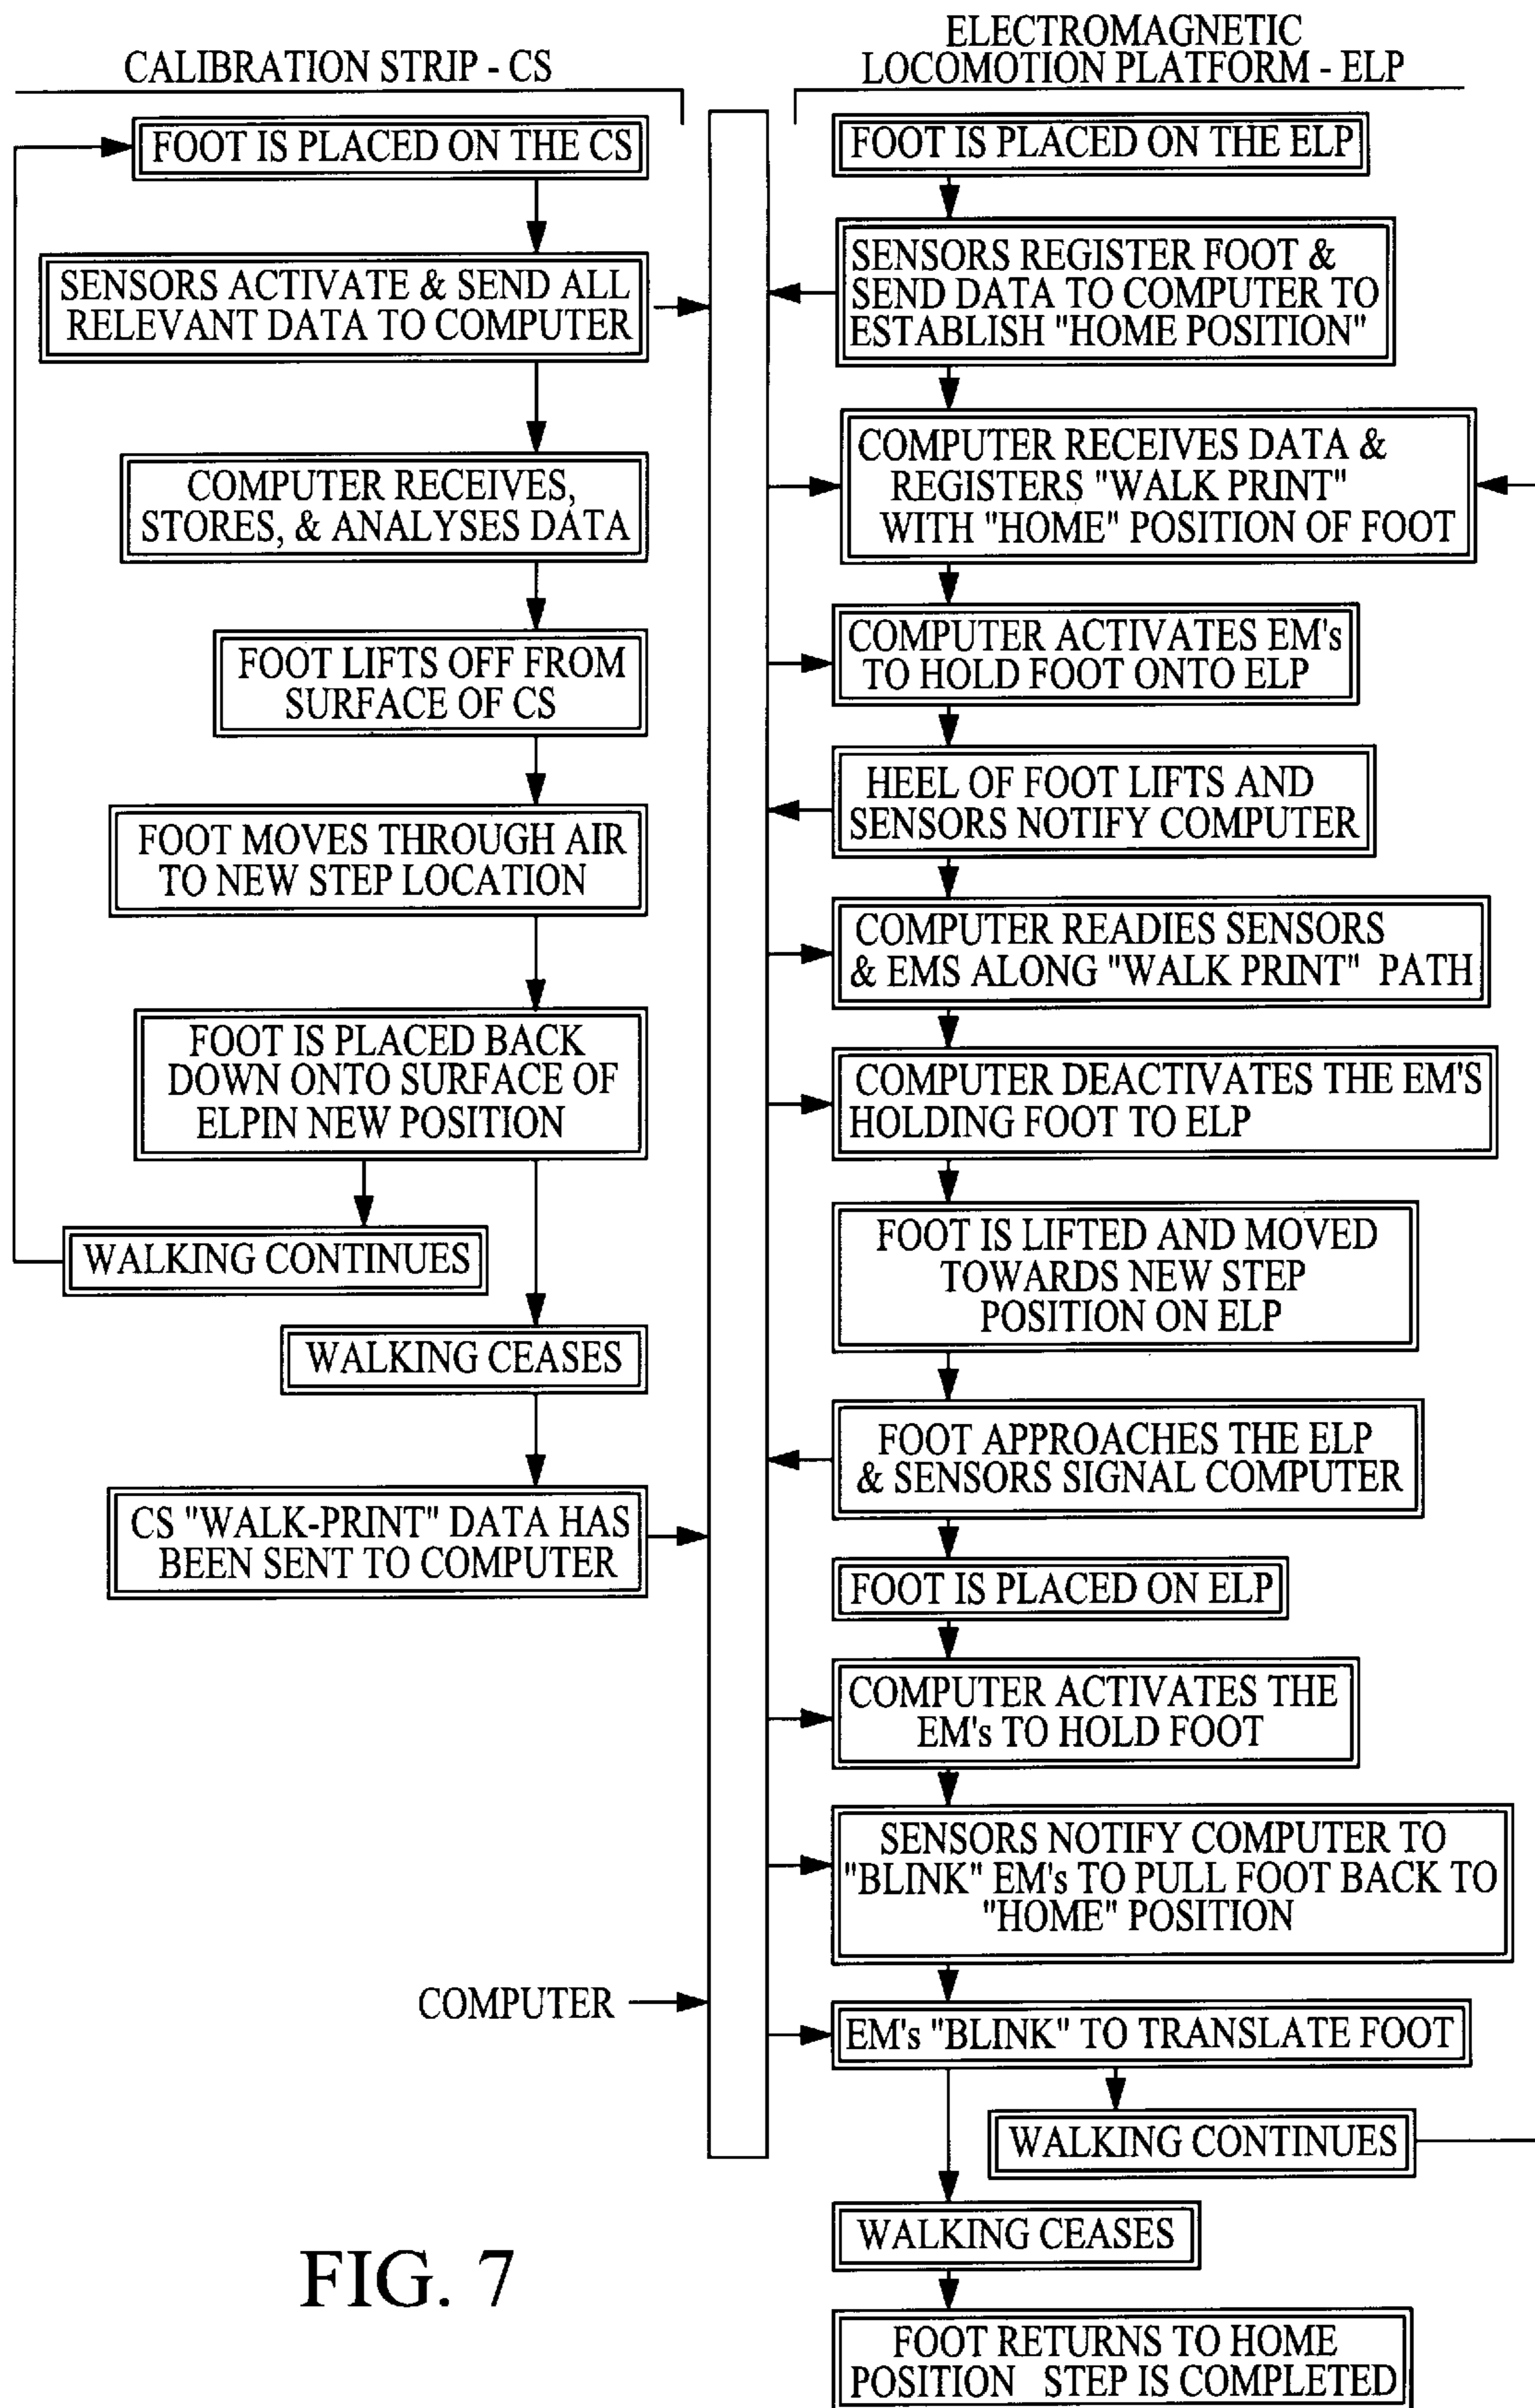 CALIBRATION STRIP - CS
FOOT IS PLACED ON THE CS
SENSORS ACTIVATE & SEND ALL
RELEVANT DATA TO COMPUTER
COMPUTER RECEIVES,
STORES, & ANALYSES DATA
FOOT LIFTS OFF FROM
SURFACE OF CS
FOOT MOVES THROUGH AIR
TO NEW STEP LOCATION
FOOT IS PLACED BACK
DOWN ONTO SURFACE OF
ELPIN NEW POSITION
WALKING CONTINUES
WALKING CEASES
CS "WALK-PRINT" DATA HAS
BEEN SENT TO COMPUTER
COMPUTER
ELECTROMAGNETIC
LOCOMOTION PLATFORM - ELP
FOOT IS PLACED ON THE ELP
SENSORS REGISTER FOOT &
SEND DATA TO COMPUTER TO
ESTABLISH "HOME POSITION"
COMPUTER RECEIVES DATA &
REGISTERS "WALK PRINT"
WITH "HOME" POSITION OF FOOT
COMPUTER ACTIVATES EM's
TO HOLD FOOT ONTO ELP
HEEL OF FOOT LIFTS AND
SENSORS NOTIFY COMPUTER
COMPUTER READIES SENSORS
& EMS ALONG "WALK PRINT" PATH
COMPUTER DEACTIVATES THE EM'S
HOLDING FOOT TO ELP
FOOT IS LIFTED AND MOVED
TOWARDS NEW STEP
POSITION ON ELP
FOOT APPROACHES THE ELP
& SENSORS SIGNAL COMPUTER
FOOT IS PLACED ON ELP
COMPUTER ACTIVATES THE
EM's TO HOLD FOOT
SENSORS NOTIFY COMPUTER TO
"BLINK" EM's TO PULL FOOT BACK TO
"HOME" POSITION
EM's "BLINK" TO TRANSLATE FOOT
WALKING CONTINUES
WALKING CEASES
FOOT RETURNS TO HOME
POSITION STEP IS COMPLETED
FIG. 7